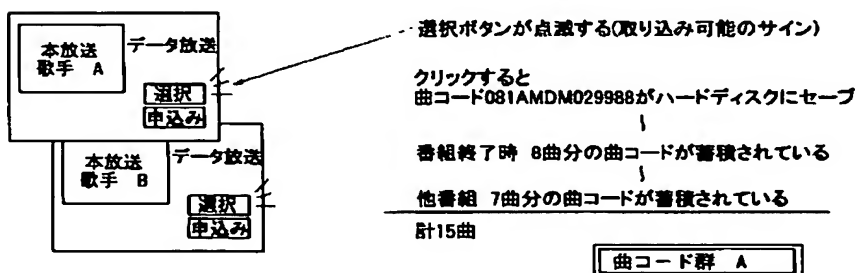 本放送
歌手 A
データ放送
選択
申込み
本放送
歌手 B
データ放送
選択
申込み
選択ボタンが点滅する(取り込み可能のサイン)
クリックすると
曲コード081AMDM029988がハードディスクにセーブ
番組終了時 8曲分の曲コードが蓄積されている
他番組 7曲分の曲コードが蓄積されている
計15曲
曲コード群 A